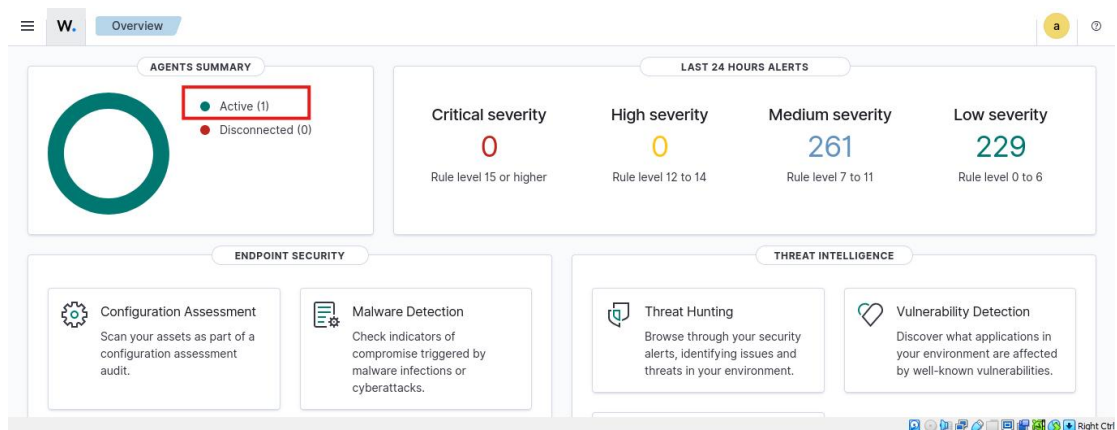 W. Overview a
AGENTS SUMMARY
Active (1)
Disconnected (0)
LAST 24 HOURS ALERTS
Critical severity
0
Rule level 15 or higher
High severity
0
Rule level 12 to 14
Medium severity
261
Rule level 7 to 11
Low severity
229
Rule level 0 to 6
ENDPOINT SECURITY
Configuration Assessment
Scan your assets as part of a
configuration assessment
audit.
Malware Detection
Check indicators of
compromise triggered by
malware infections or
cyberattacks.
THREAT INTELLIGENCE
Threat Hunting
Browse through your security
alerts, identifying issues and
threats in your environment.
Vulnerability Detection
Discover what applications in
your environment are affected
by well-known vulnerabilities.
Right Ctrl